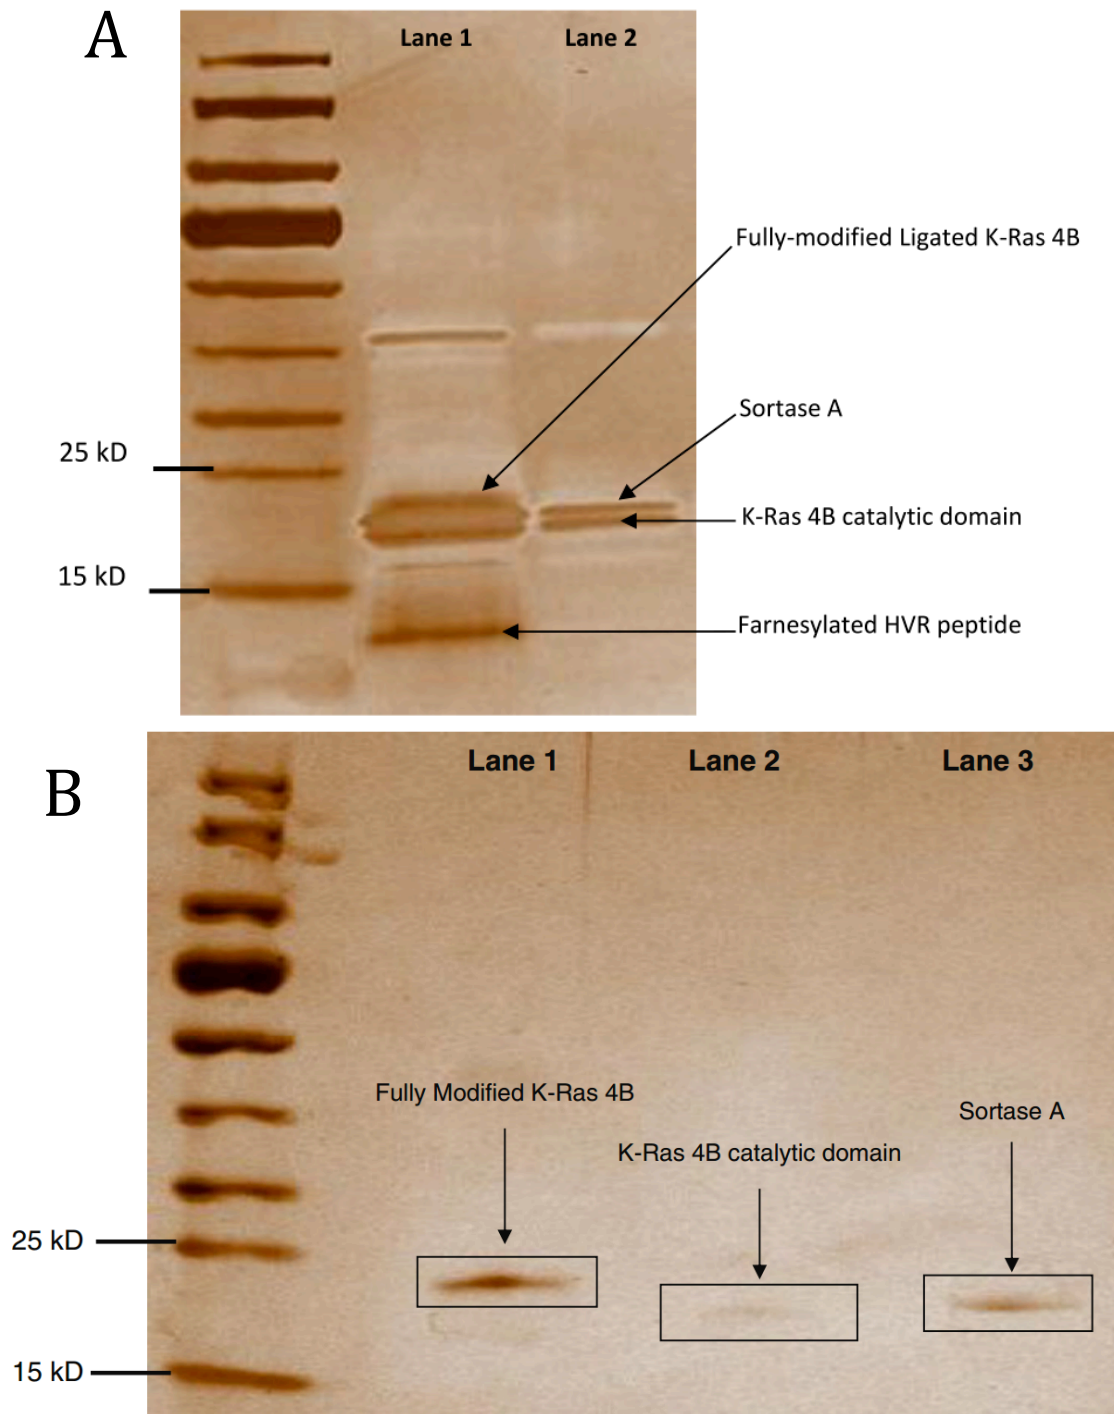 A
Lane 1
Lane 2
Fully-modified Ligated K-Ras 4B
Sortase A
25 kD
K-Ras 4B catalytic domain
15 kD
Farnesylated HVR peptide
B
Lane 1
Lane 2
Lane 3
Fully Modified K-Ras 4B
Sortase A
K-Ras 4B catalytic domain
25 kD
15 kD